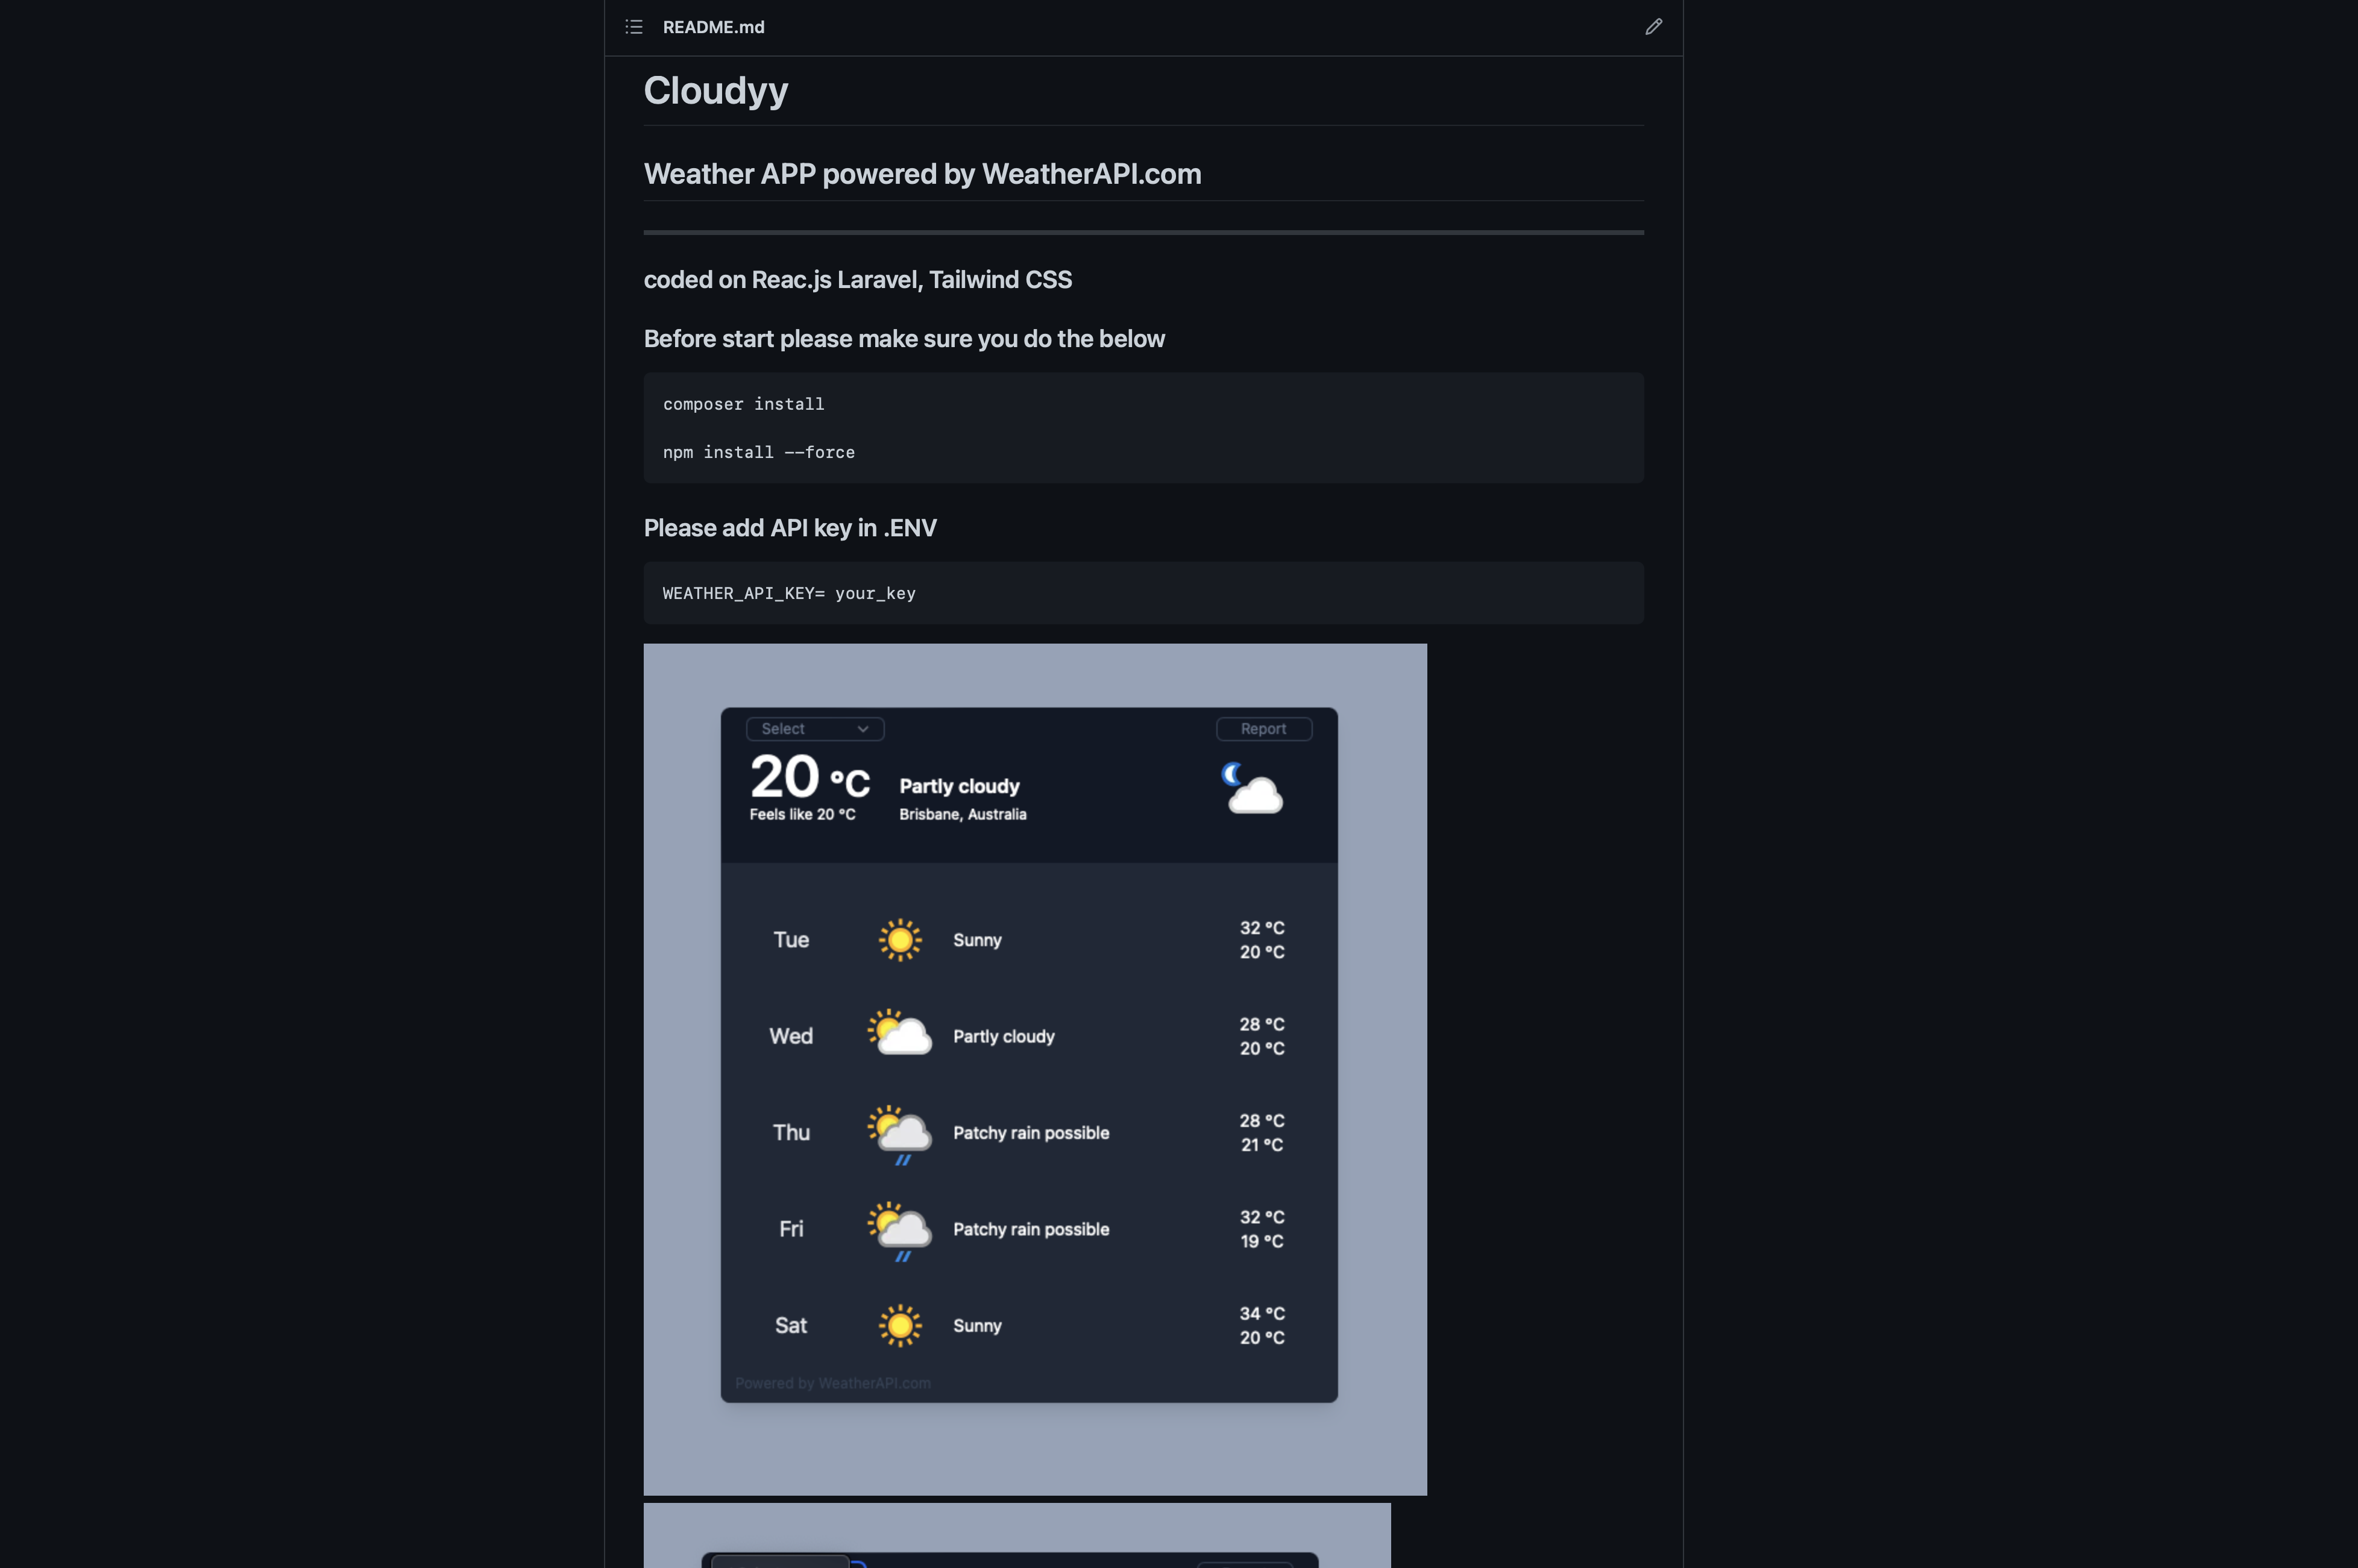 README.md
Cloudyy
Weather APP powered by WeatherAPI.com
coded on Reac.js Laravel, Tailwind CSS
Before start please make sure you do the below
composer install
npm install --force
Please add API key in .ENV
WEATHER_API_KEY= your_key
Select
Report
20 °C
Feels like 20 °C
Partly cloudy
Brisbane, Australia
Tue
Sunny
32 °C
20 °C
Wed
Partly cloudy
28 °C
20 °C
Thu
Patchy rain possible
28 °C
21 °C
Fri
Patchy rain possible
32 °C
19 °C
Sat
Sunny
34 °C
20 °C
Powered by WeatherAPI.com